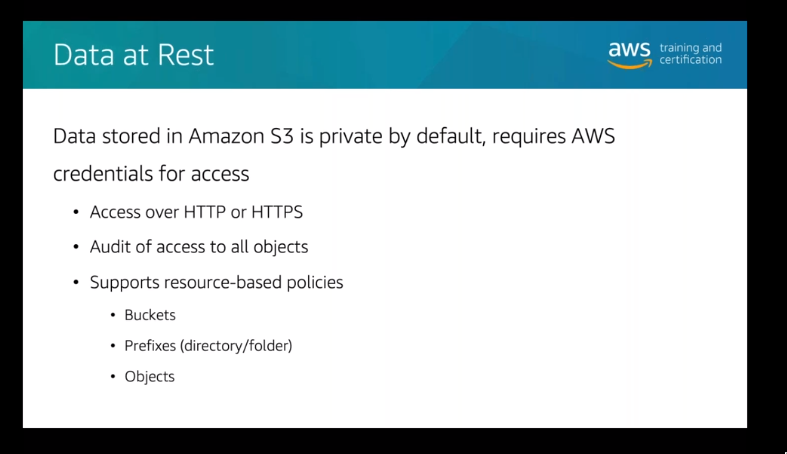 Data at Rest
aws training and
certification
Data stored in Amazon S3 is private by default, requires AWS
credentials for access
• Access over HTTP or HTTPS
• Audit of access to all objects
• Supports resource-based policies
• Buckets
• Prefixes (directory/folder)
• Objects